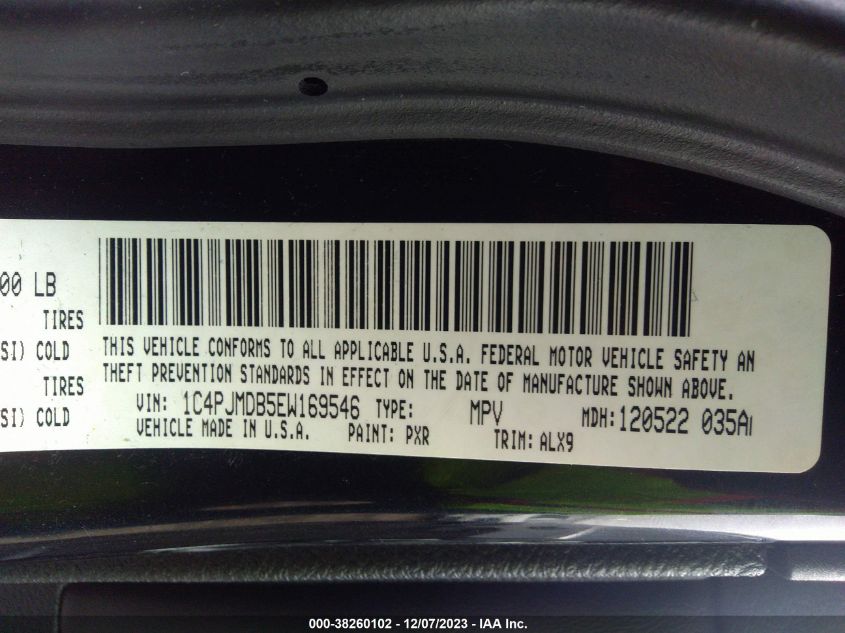 00 LB
TIRES
SI) COLD
TIRES
SI) COLD
THIS VEHICLE CONFORMS TO ALL APPLICABLE U.S.A. FEDERAL MOTOR VEHICLE SAFETY AN
THEFT PREVENTION STANDARDS IN EFFECT ON THE DATE OF MANUFACTURE SHOWN ABOVE.
VIN: 1C4PJMDB5EW169546 TYPE: MPV MDH:120522 035A
VEHICLE MADE IN U.S.A. PAINT: PXR TRIM: ALX9
000-38260102 - 12/07/2023 - IAA Inc.